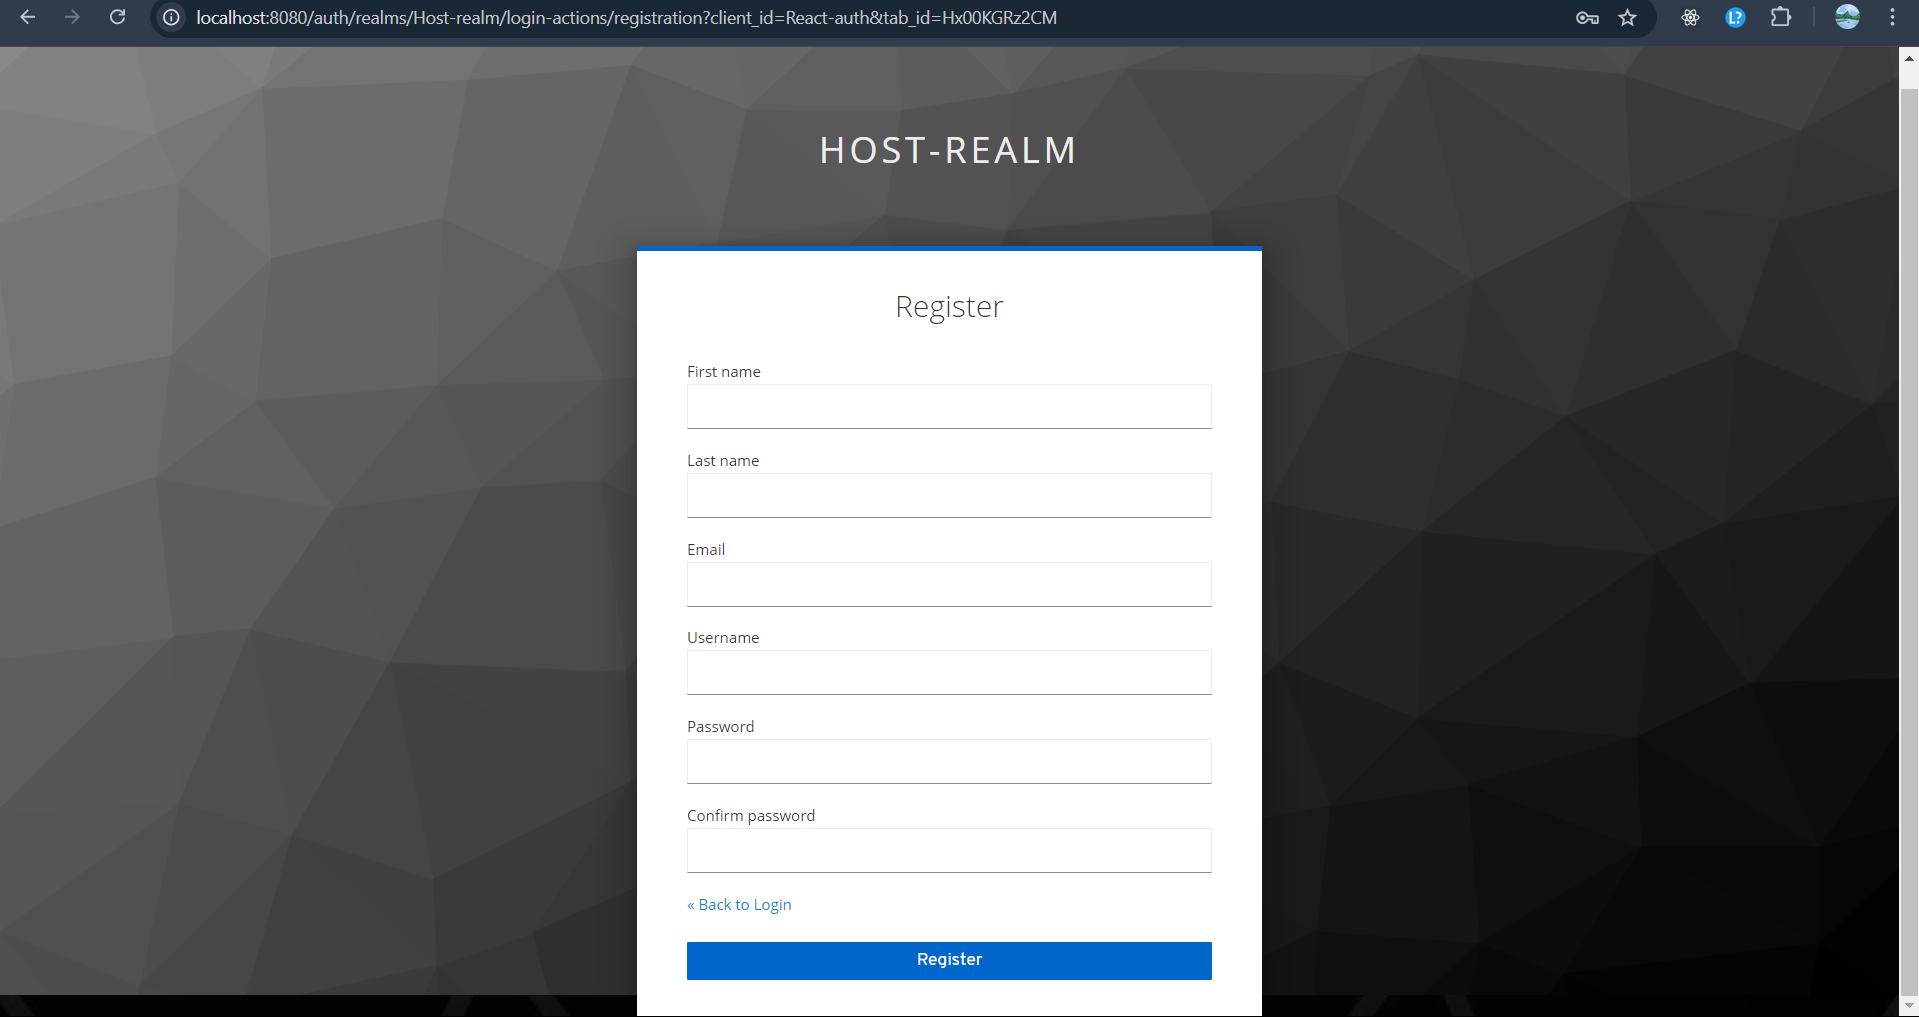 localhost:8080/auth/realms/Host-realm/login-actions/registration?client_id=React-auth&tab_id=Hx00KGRz2CM
L?
HOST-REALM
Register
First name
Last name
Email
Username
Password
Confirm password
« Back to Login
Register